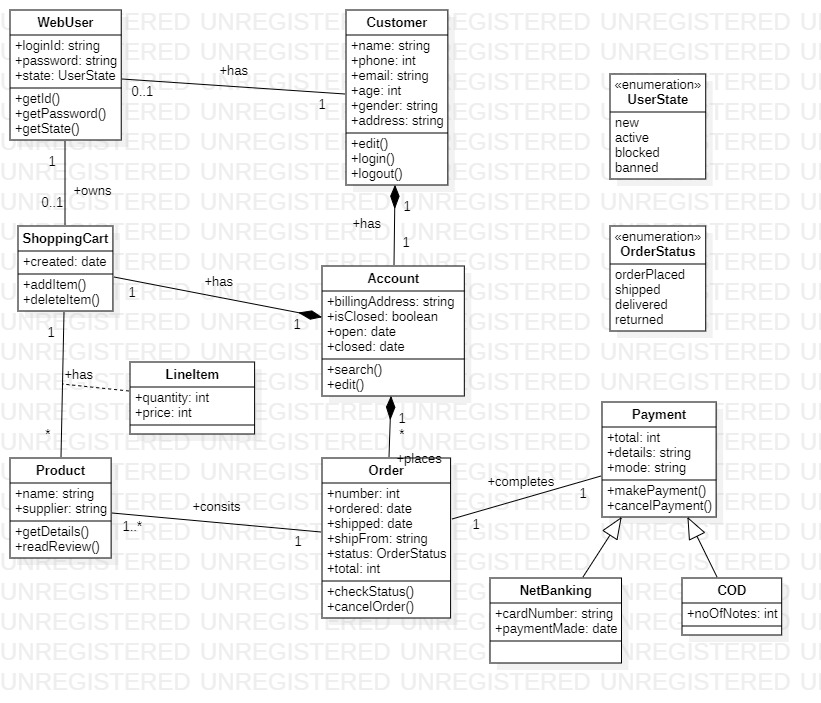 WebUser
+loginId: string
+password: string
+state: UserState
+getId()
+getPassword()
+getState()
+has
0..1
1
Customer
+name: string
+phone: int
+email: string
+age: int
+gender: string
+address: string
+edit()
+login()
+logout()
«enumeration»
UserState
new
active
blocked
banned
1
+owns
0..1
1
+has
1
ShoppingCart
+created: date
+addItem()
+deleteItem()
+has
1
1
Account
+billingAddress: string
+isClosed: boolean
+open: date
+closed: date
+search()
+edit()
«enumeration»
OrderStatus
orderPlaced
shipped
delivered
returned
1
+has
*
LineItem
+quantity: int
+price: int
1
*
+places
Payment
+total: int
+details: string
+mode: string
+makePayment()
+cancelPayment()
Product
+name: string
+supplier: string
+getDetails()
+readReview()
+consits
1..*
1
Order
+number: int
+ordered: date
+shipped: date
+shipFrom: string
+status: OrderStatus
+total: int
+checkStatus()
+cancelOrder()
+completes
1
1
NetBanking
+cardNumber: string
+paymentMade: date
COD
+noOfNotes: int
UNREGISTERED UNREGISTERED UNREGISTERED UNREGISTERED